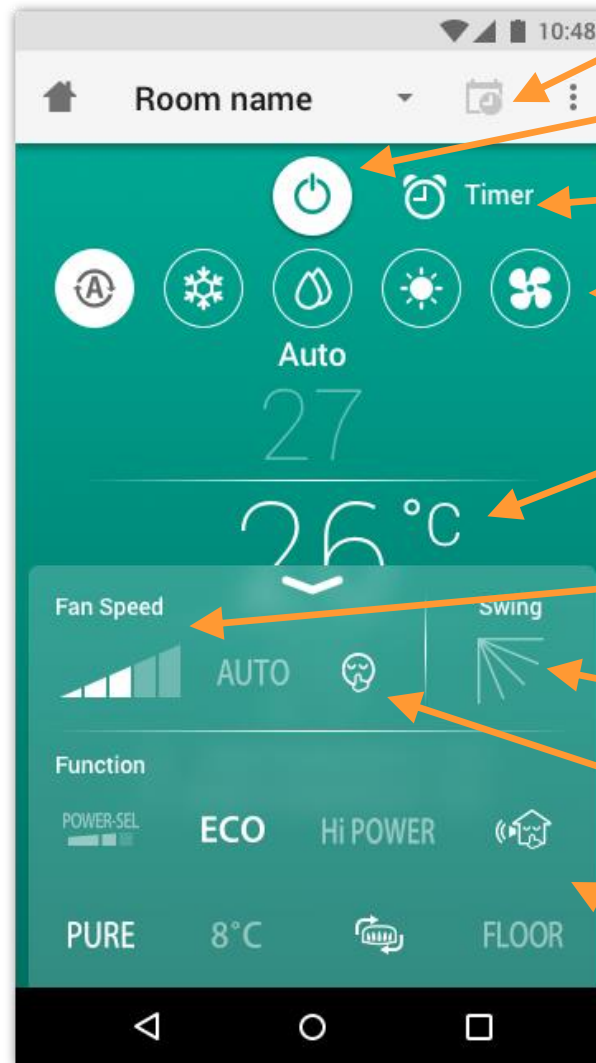 10:48
Room name
Timer
A
Auto
27
26 °C
Fan Speed
Swing
AUTO
Function
POWER-SEL
ECO
Hi POWER
PURE
8°C
FLOOR